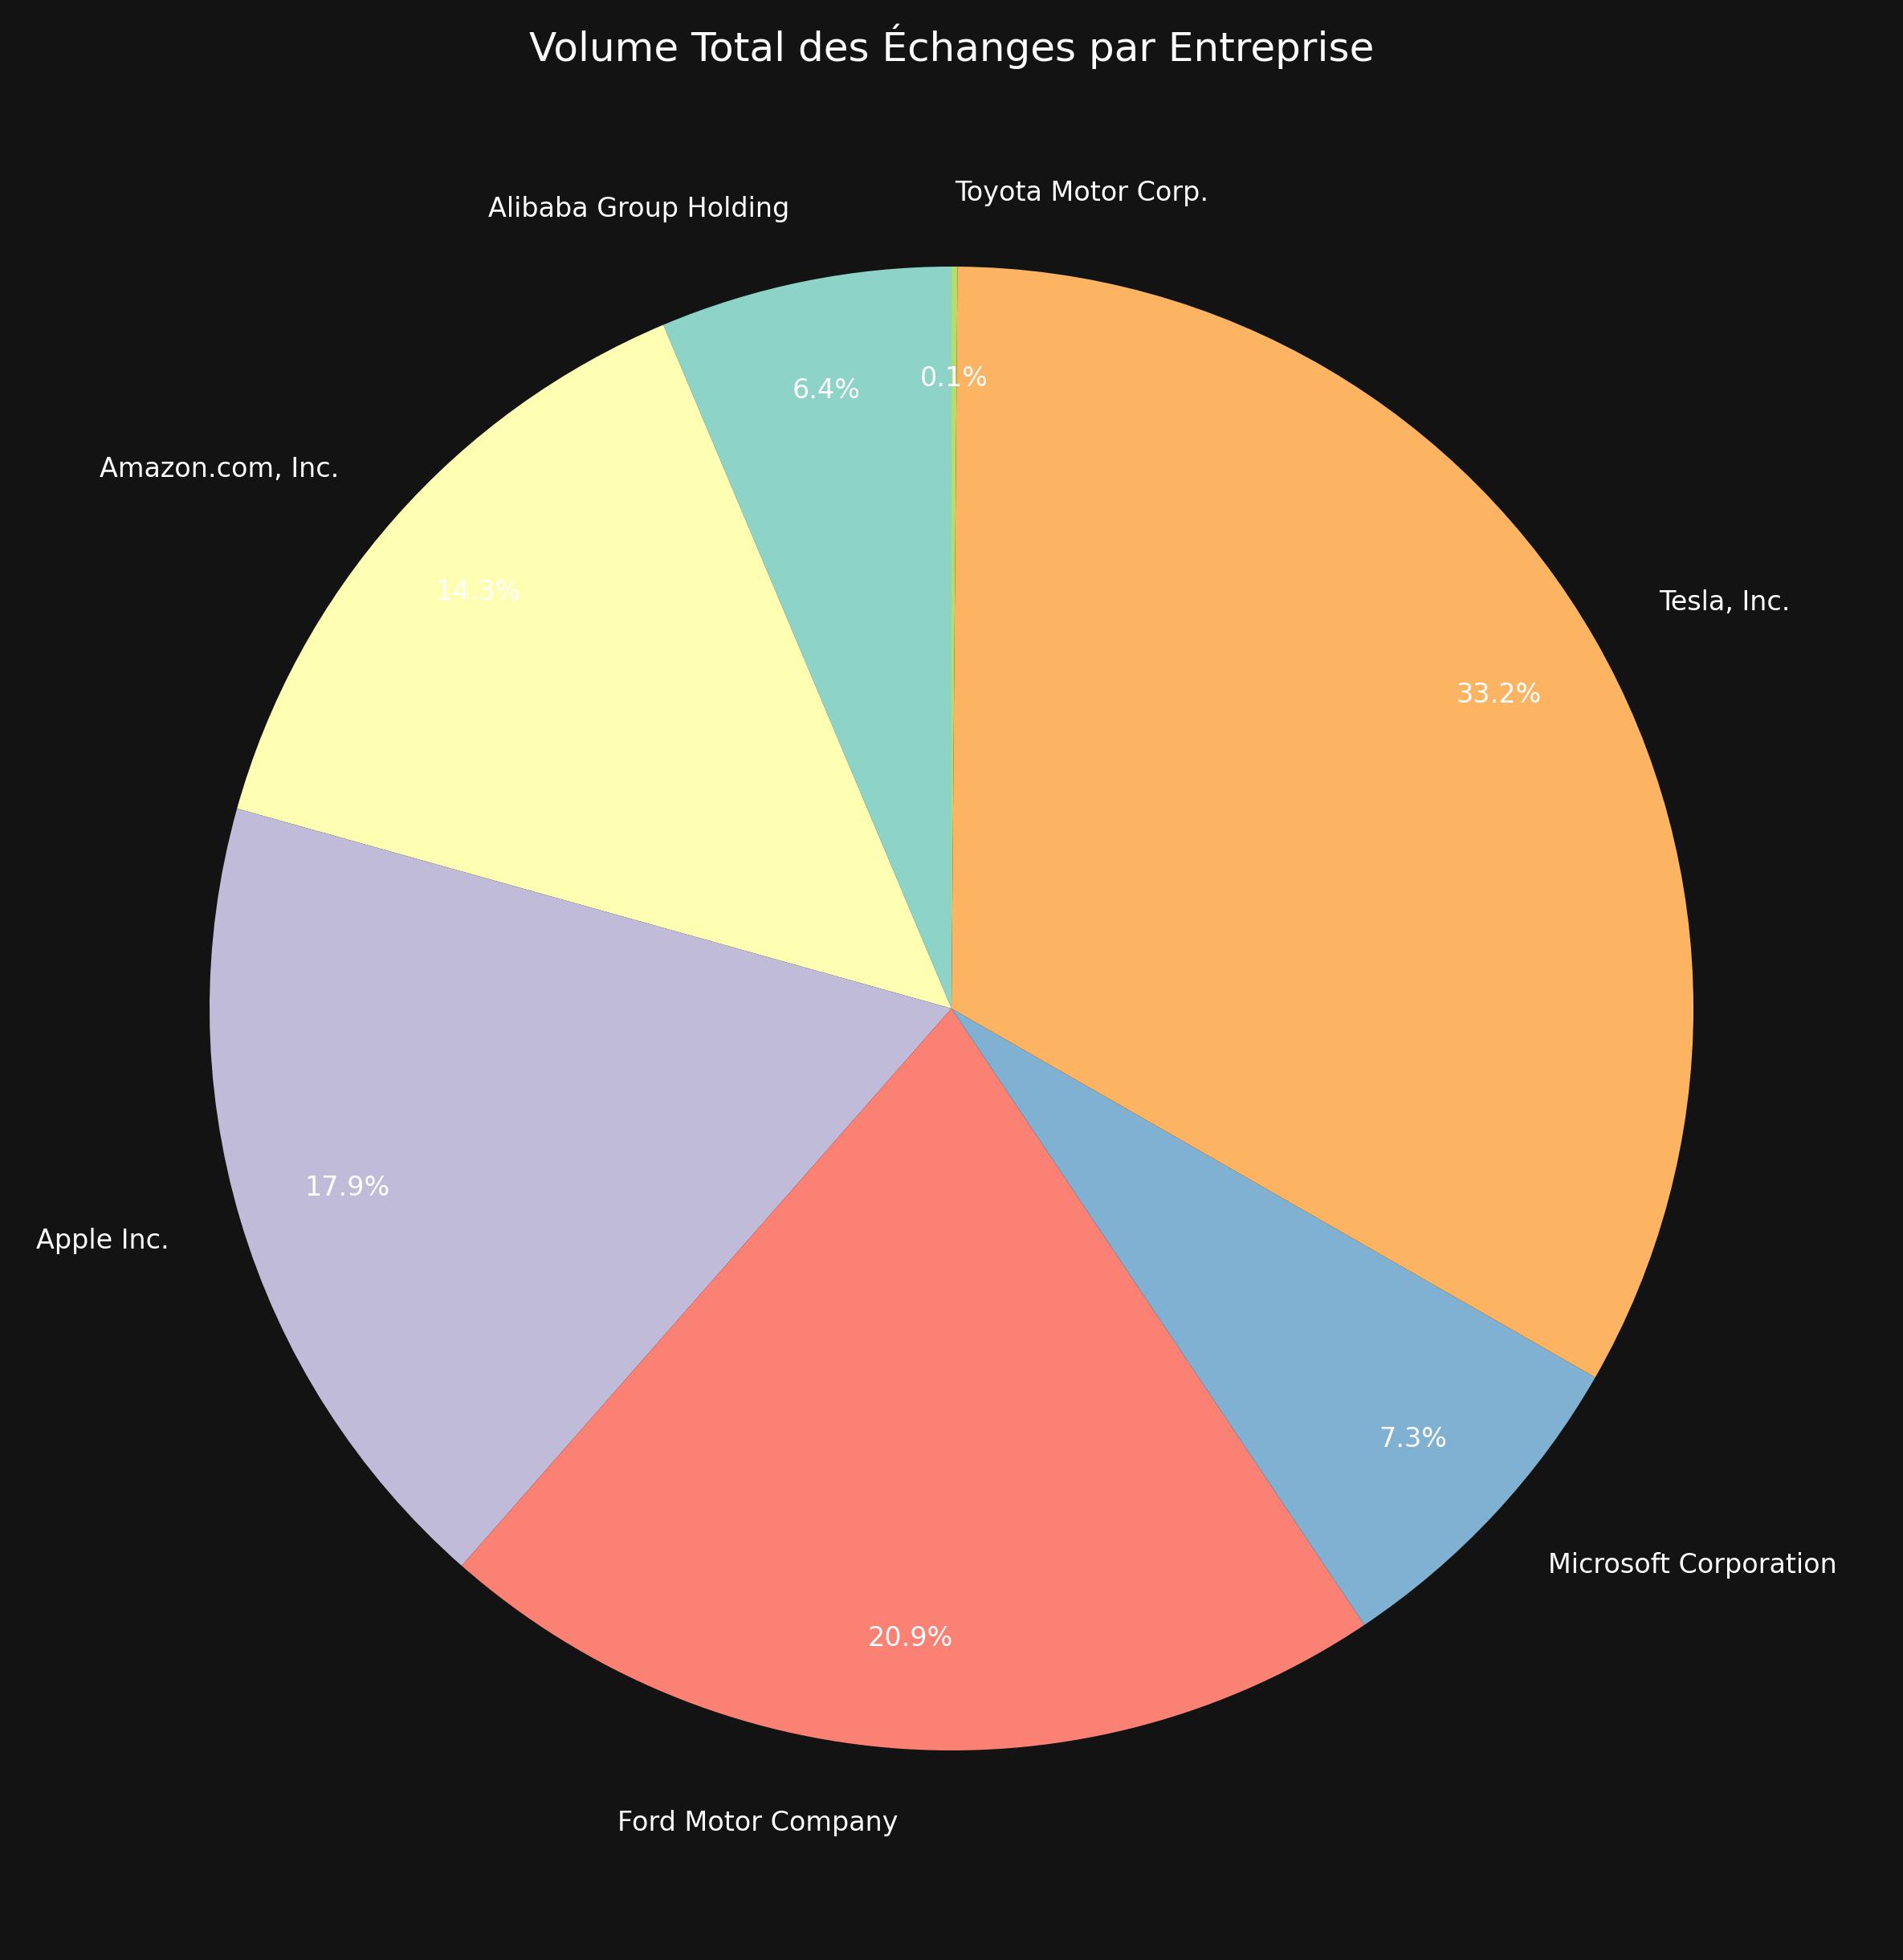 Volume Total des Échanges par Entreprise
Toyota Motor Corp.
Alibaba Group Holding
0.1%
6.4%
Amazon.com, Inc.
14.3%
Tesla, Inc.
33.2%
17.9%
Apple Inc.
7.3%
Microsoft Corporation
20.9%
Ford Motor Company